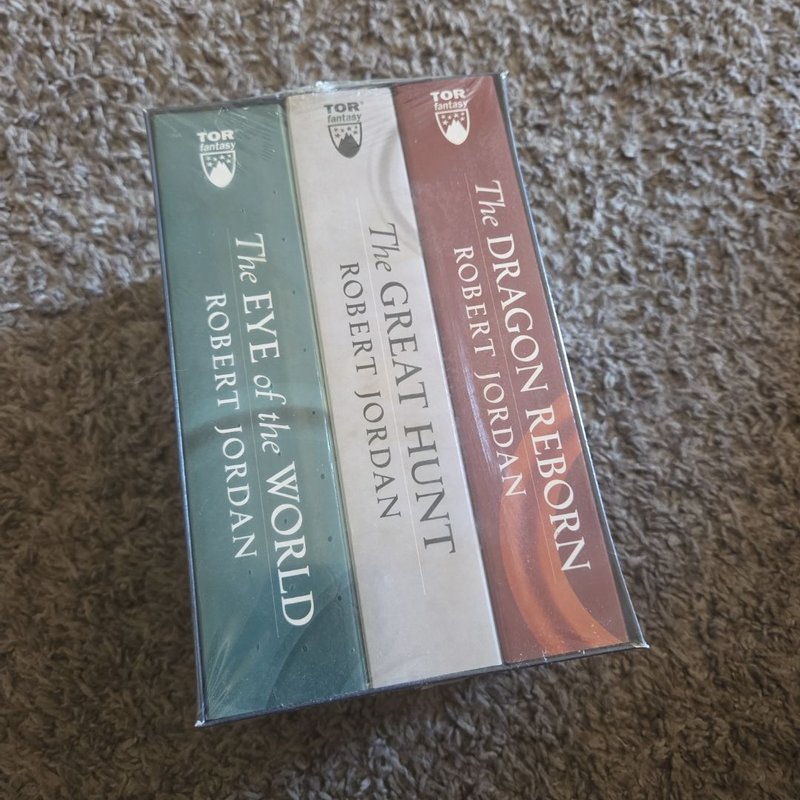 TOR
fantasy
The EYE of the WORLD
ROBERT JORDAN
TOR
fantasy
The GREAT HUNT
ROBERT JORDAN
TOR
fantasy
The DRAGON REBORN
ROBERT JORDAN